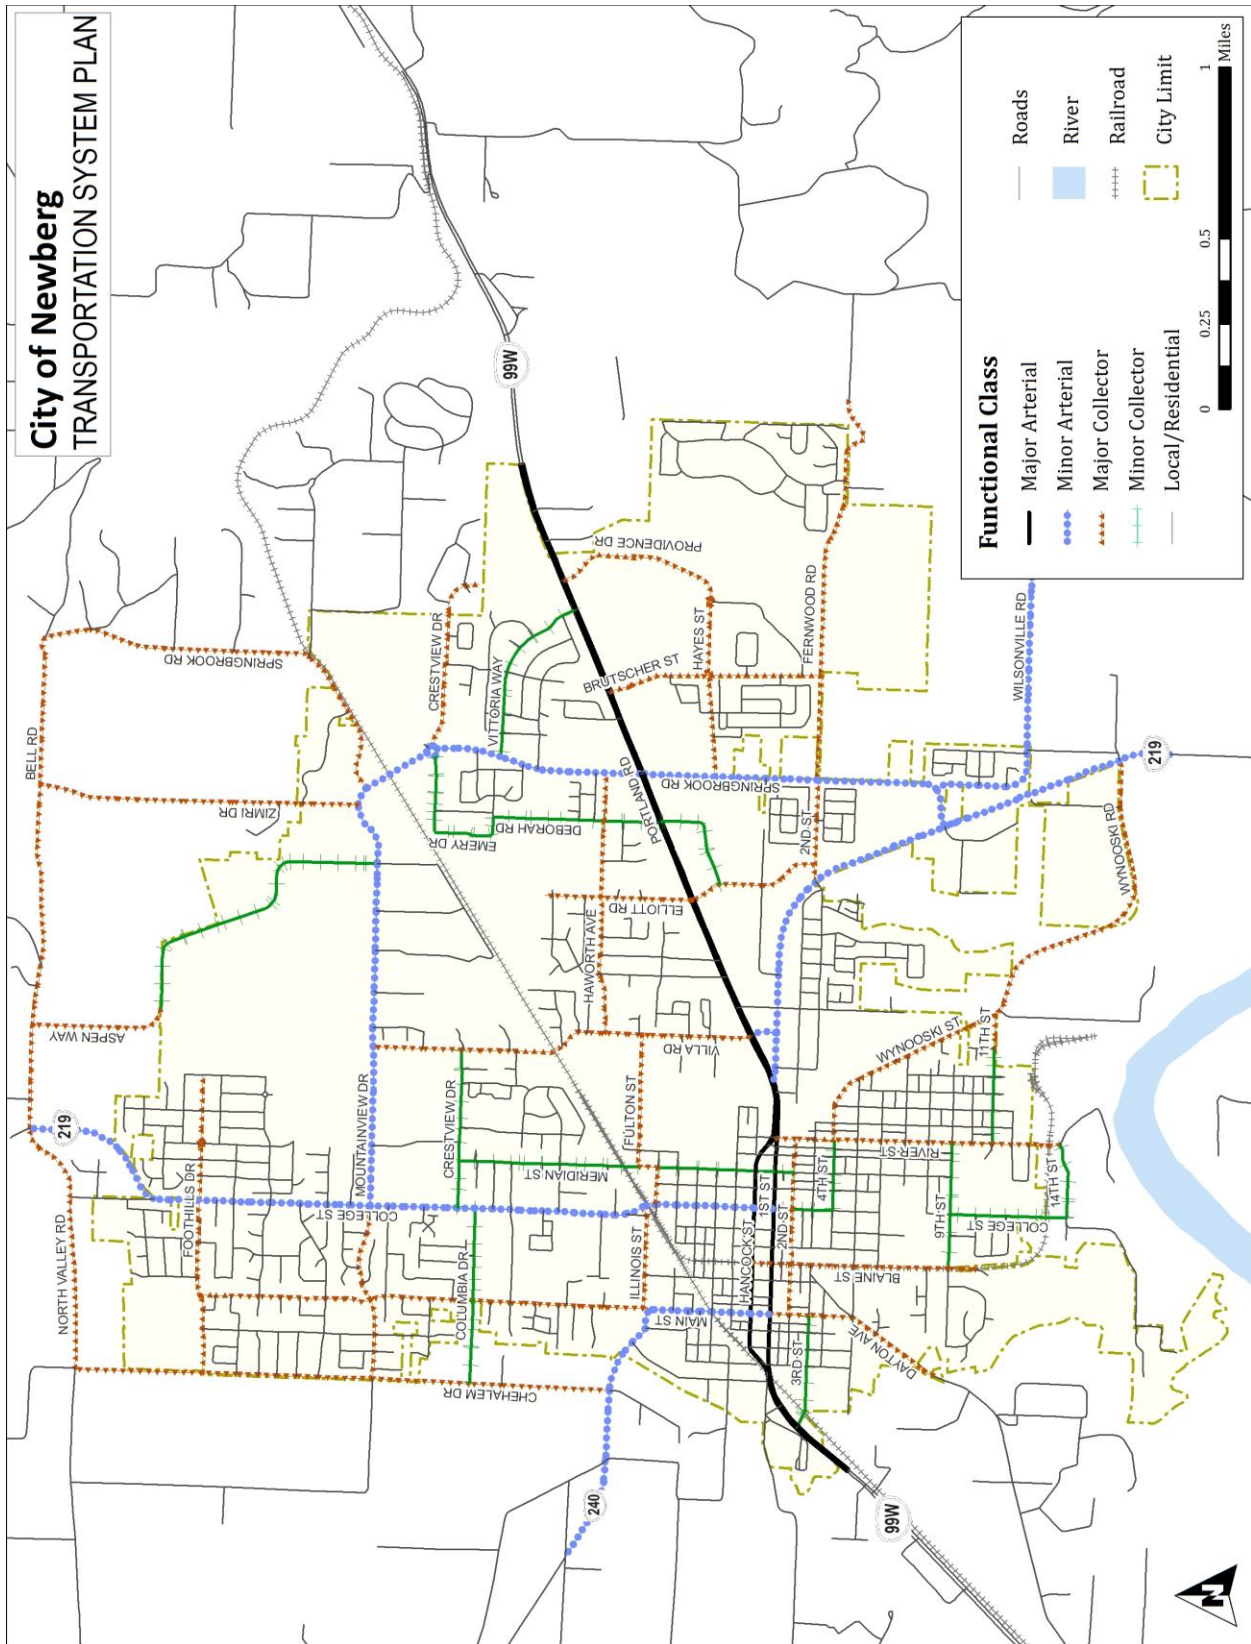 City of Newberg
TRANSPORTATION SYSTEM PLAN
BELL RD
SPRINGBROOK RD
ZIMRI DR
ASPEN WAY
219
NORTH VALLEY RD
FOOTHILLS DR
MOUNTAINVIEW DR
COLLEGE ST
CRESTVIEW DR
CRESTVIEW DR
VITTORIA WAY
99W
EMERY DR
DEBORAH RD
COLUMBIA DR
CHEHALEM DR
MERIDIAN ST
HAWORTH AVE
ELLIOTT RD
PORTLAND RD
BRUTSCHER ST
PROVIDENCE DR
HAYES ST
FERNWOOD RD
240
ILLINOIS ST
FULTON ST
VILLA RD
MAIN ST
HANCOCK ST
1ST ST
2ND ST
2ND ST
SPRINGBROOK RD
3RD ST
4TH ST
DAYTON AVE
BLAINE ST
RIVER ST
WYNOOSKI ST
9TH ST
COLLEGE ST
11TH ST
14TH ST
WILSONVILLE RD
WYNOOSKI RD
219
99W
N
Functional Class
Major Arterial
Minor Arterial
Major Collector
Minor Collector
Local/Residential
Roads
River
Railroad
City Limit
0 0.25 0.5 1
Miles